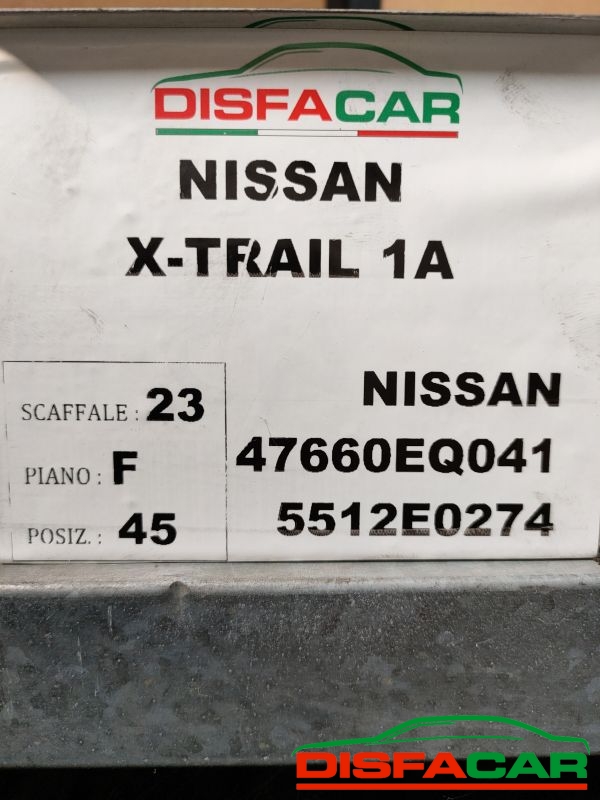 DISFACAR
NISSAN
X-TRAIL 1A
SCAFFALE : 23
PIANO : F
POSIZ. : 45
NISSAN
47660EQ041
5512E0274
DISFACAR